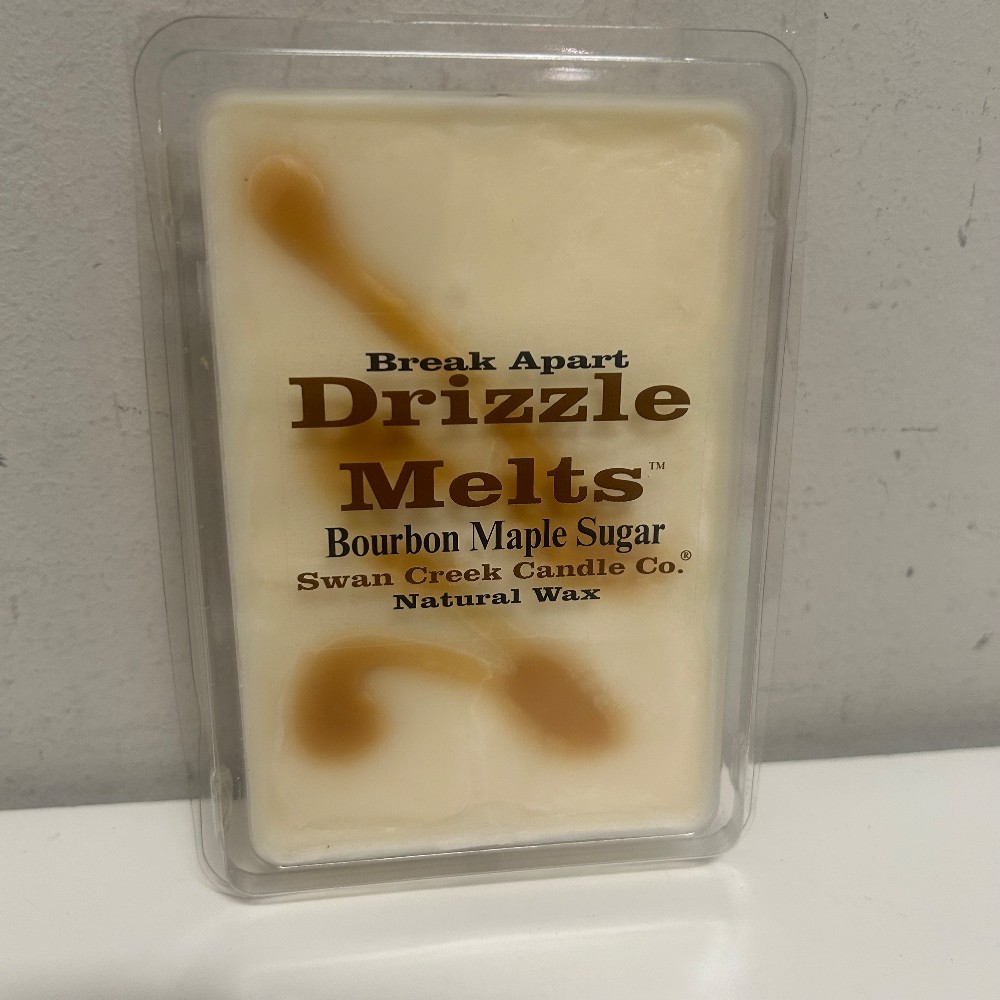 Break Apart
Drizzle
Melts™
Bourbon Maple Sugar
Swan Creek Candle Co.®
Natural Wax